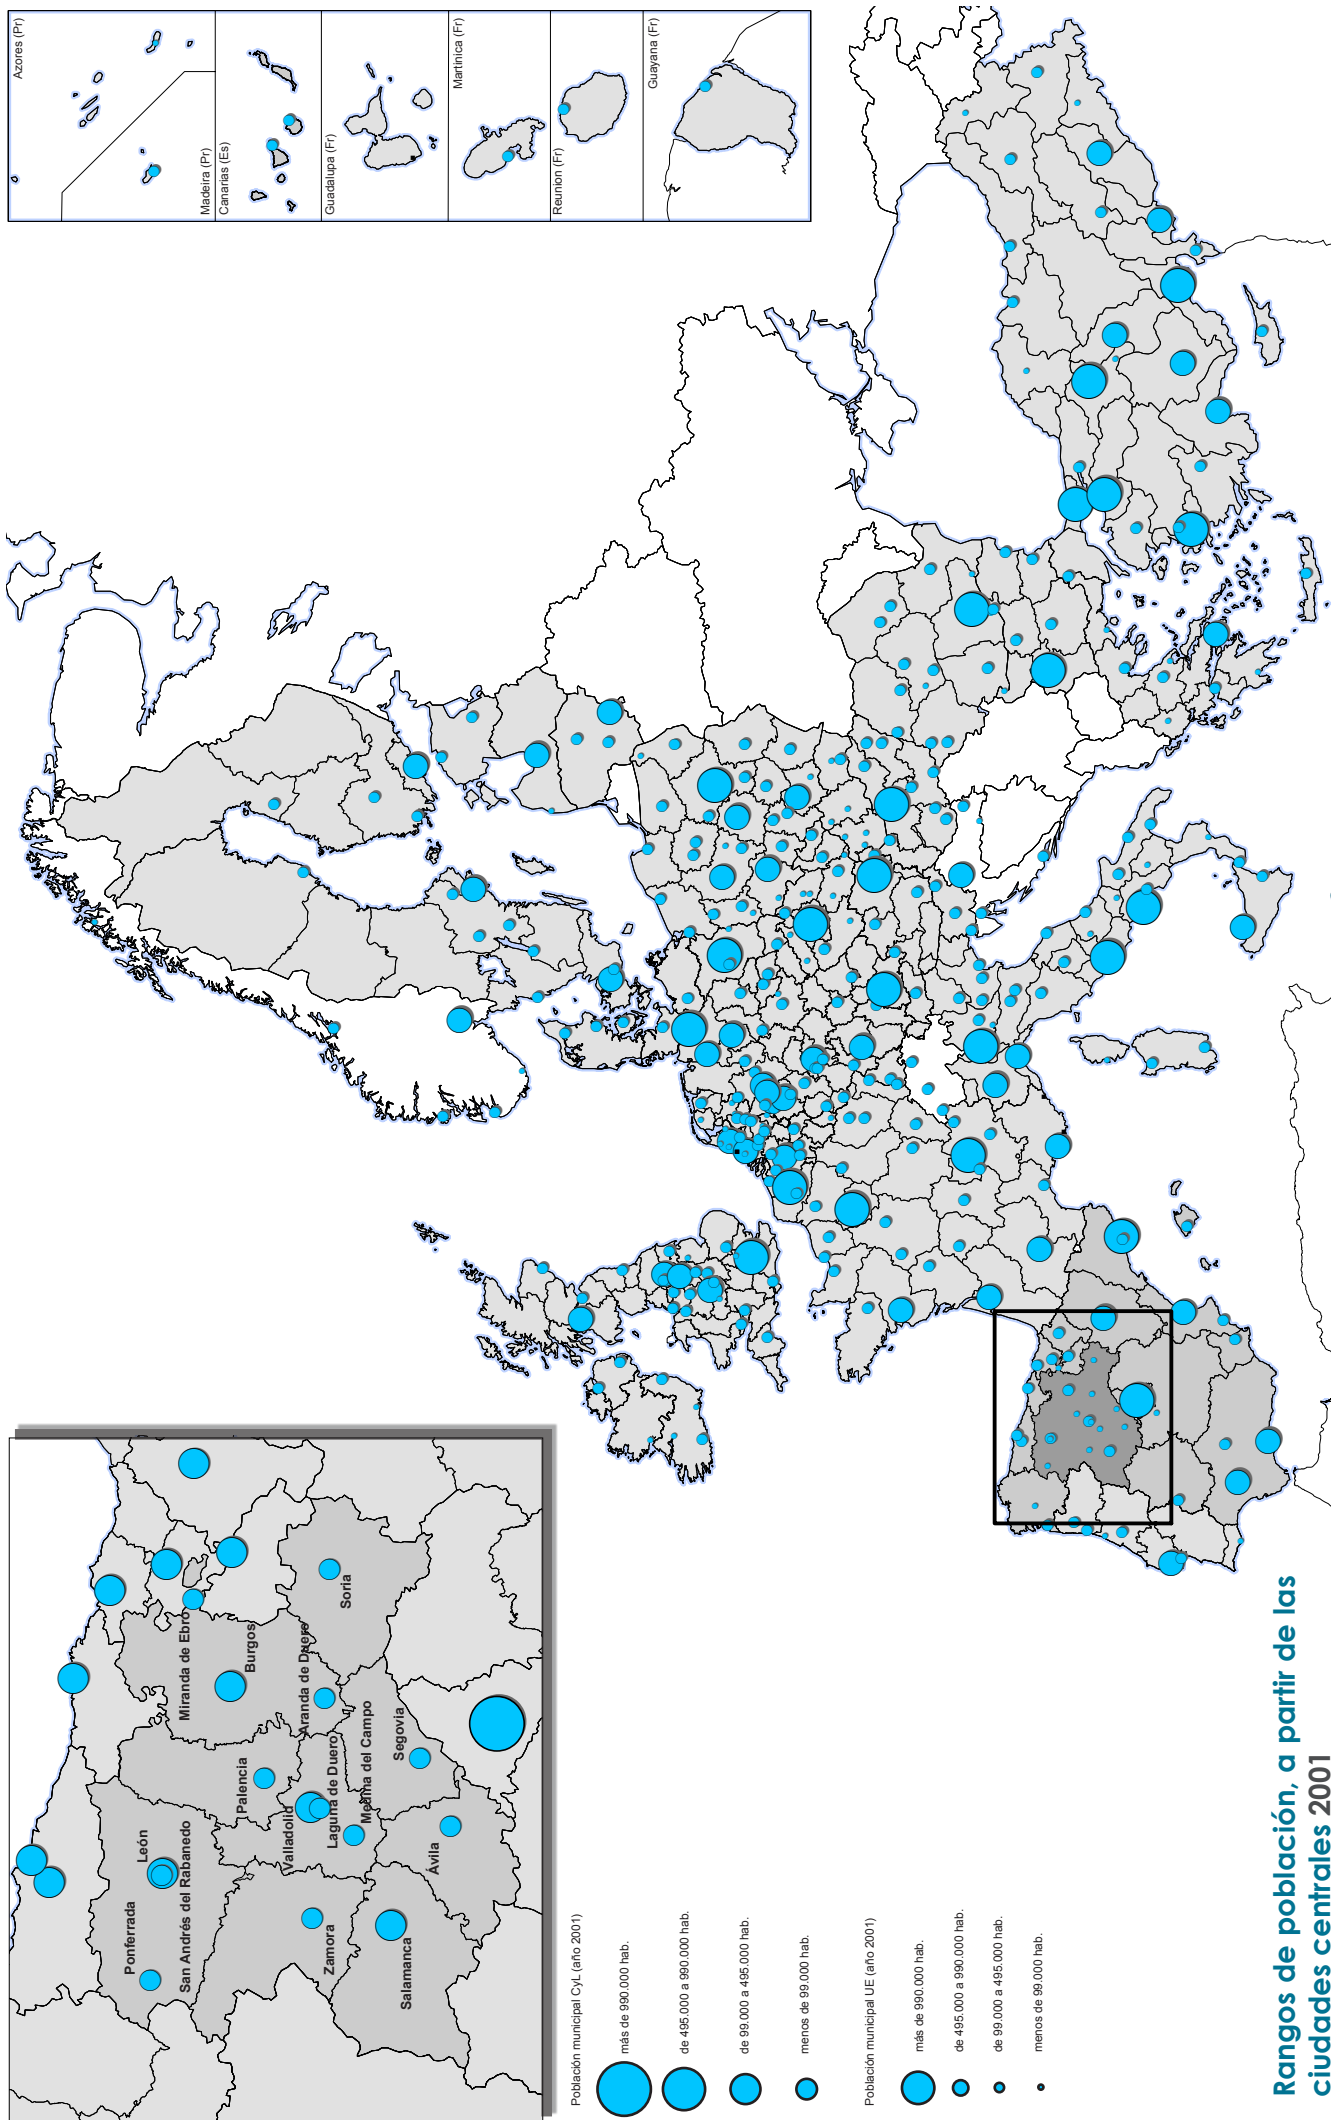 Azores (Pr)
Madeira (Pr)
Canarias (Es)
Guadalupa (Fr)
Martinica (Fr)
Reunion (Fr)
Guayana (Fr)
Ponferrada
León
San Andrés del Rabanedo
Palencia
Miranda de Ebro
Burgos
Aranda de Duero
Soria
Valladolid
Laguna de Duero
Medina del Campo
Segovia
Zamora
Ávila
Salamanca
Población municipal CyL (año 2001)
más de 990.000 hab.
de 495.000 a 990.000 hab.
de 99.000 a 495.000 hab.
menos de 99.000 hab.
Población municipal UE (año 2001)
más de 990.000 hab.
de 495.000 a 990.000 hab.
de 99.000 a 495.000 hab.
menos de 99.000 hab.
Rangos de población, a partir de las
ciudades centrales 2001